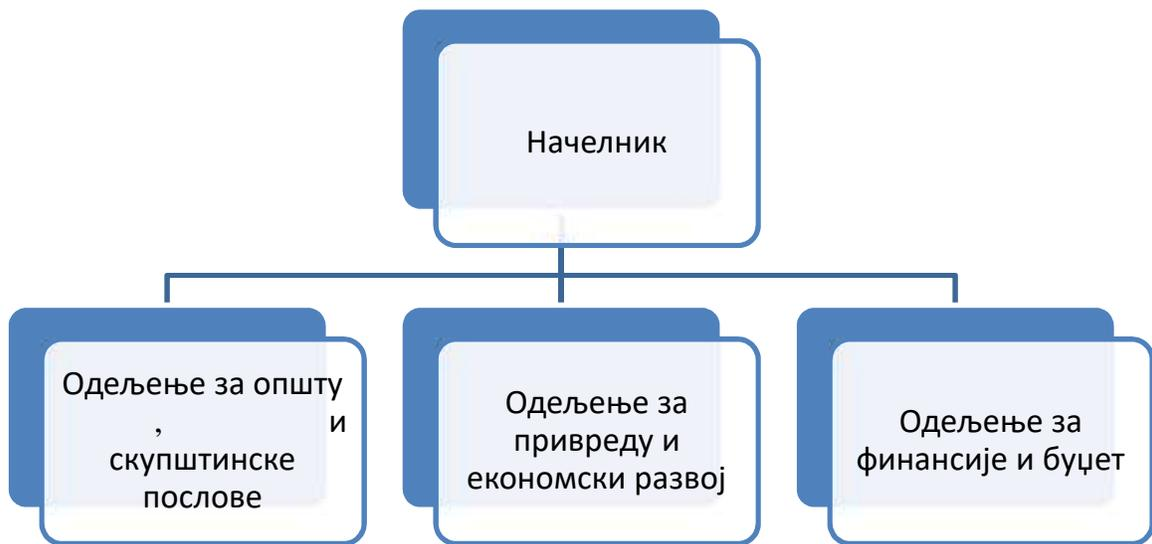 Начелник
Одељење за општу
, и
скупштинске
послове
Одељење за
привреду и
економски развој
Одељење за
финансије и буџет